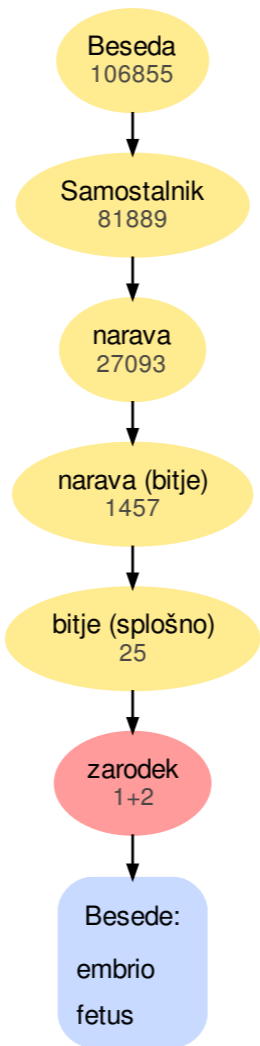 Beseda
106855
Samostalnik
81889
narava
27093
narava (bitje)
1457
bitje (splošno)
25
zarodek
1+2
Besede:
embrio
fetus